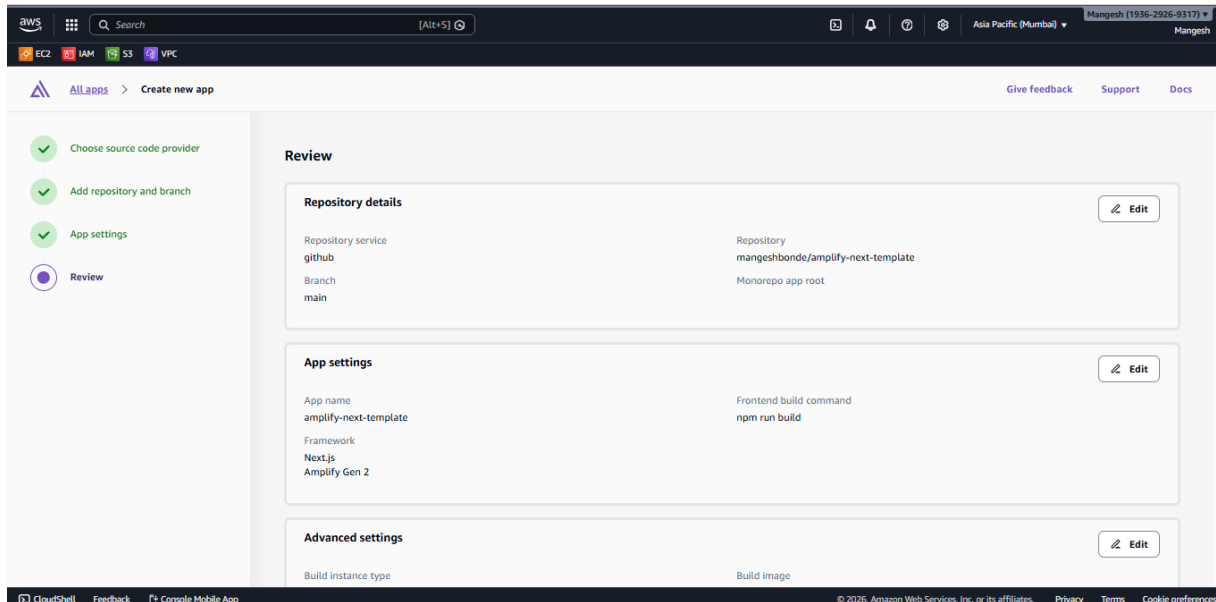 aws
Search [Alt+S]
Asia Pacific (Mumbai)
Mangesh (1936-2926-9317)
Mangesh
EC2 IAM S3 VPC
All apps > Create new app
Give feedback Support Docs
Choose source code provider
Add repository and branch
App settings
Review
Review
Repository details
Edit
Repository service
github
Repository
mangeshbonde/amplify-next-template
Branch
main
Monorepo app root
App settings
Edit
App name
amplify-next-template
Frontend build command
npm run build
Framework
Next.js
Amplify Gen 2
Advanced settings
Edit
Build instance type
Build image
CloudShell Feedback Console Mobile App
© 2026, Amazon Web Services, Inc. or its affiliates. Privacy Terms Cookie preferences